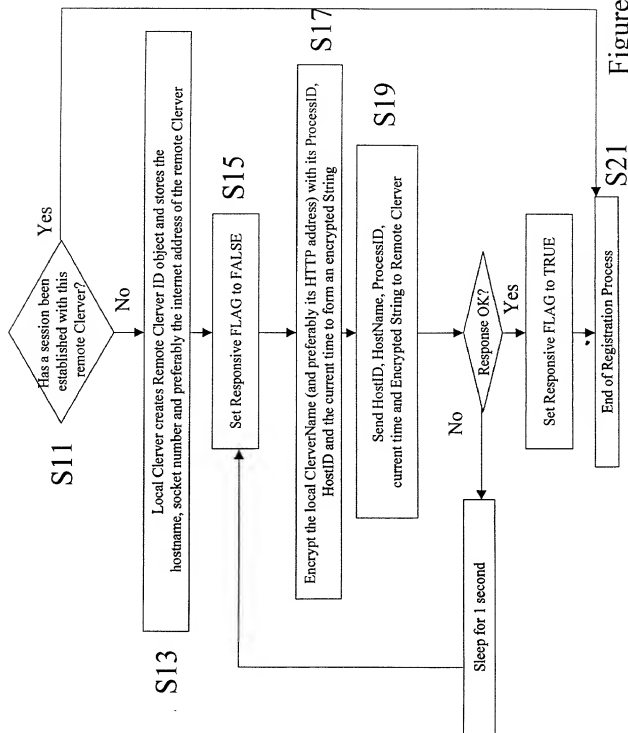 S11
Has a session been
established with this
remote Clerver?
Yes
No
S13
Local Clerver creates Remote Clerver ID object and stores the
hostname, socket number and preferably the internet address of the remote Clerver
S15
Set Responsive FLAG to FALSE
S17
Encrypt the local ClerverName (and preferably its HTTP address) with its ProcessID,
HostID and the current time to form an encrypted String
S19
Send HostID, HostName, ProcessID,
current time and Encrypted String to Remote Clerver
Response OK?
No
Yes
Sleep for 1 second
Set Responsive FLAG to TRUE
S21
End of Registration Process
Figure